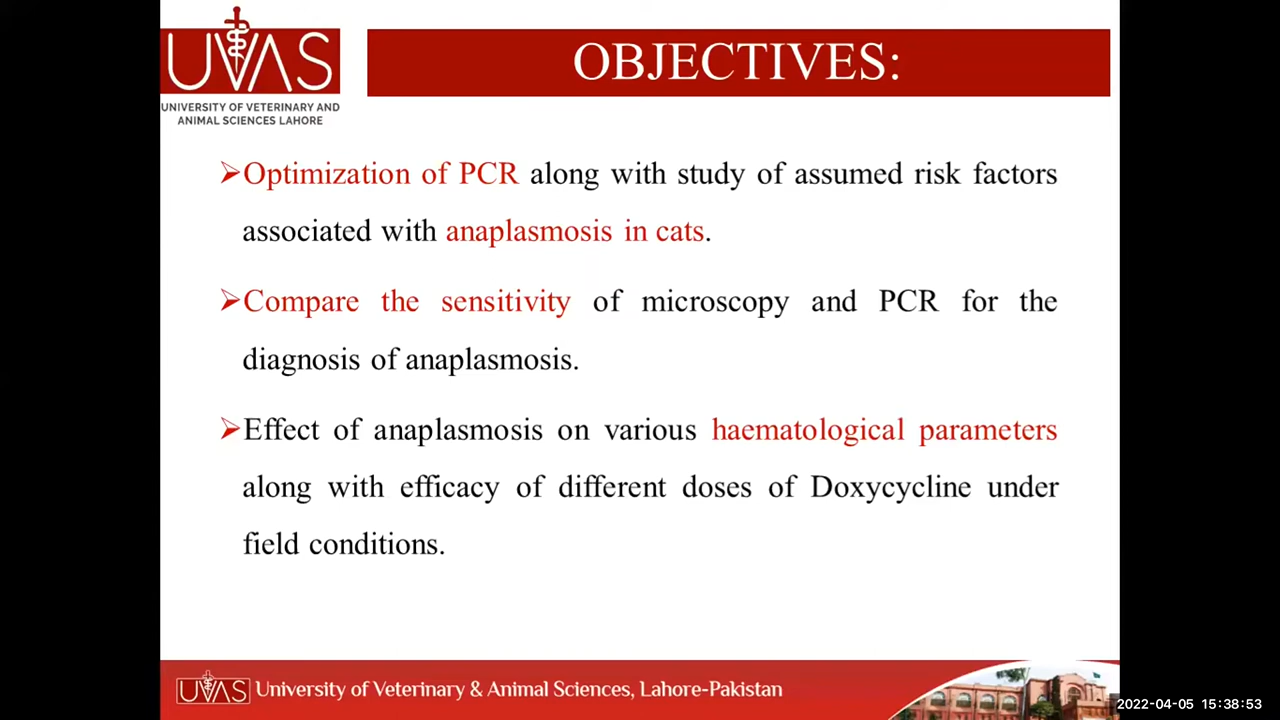 UVAS
UNIVERSITY OF VETERINARY AND
ANIMAL SCIENCES LAHORE
OBJECTIVES:
➢Optimization of PCR along with study of assumed risk factors
associated with anaplasmosis in cats.
➢Compare the sensitivity of microscopy and PCR for the
diagnosis of anaplasmosis.
➢Effect of anaplasmosis on various haematological parameters
along with efficacy of different doses of Doxycycline under
field conditions.
UVAS University of Veterinary & Animal Sciences, Lahore-Pakistan
2022-04-05 15:38:53